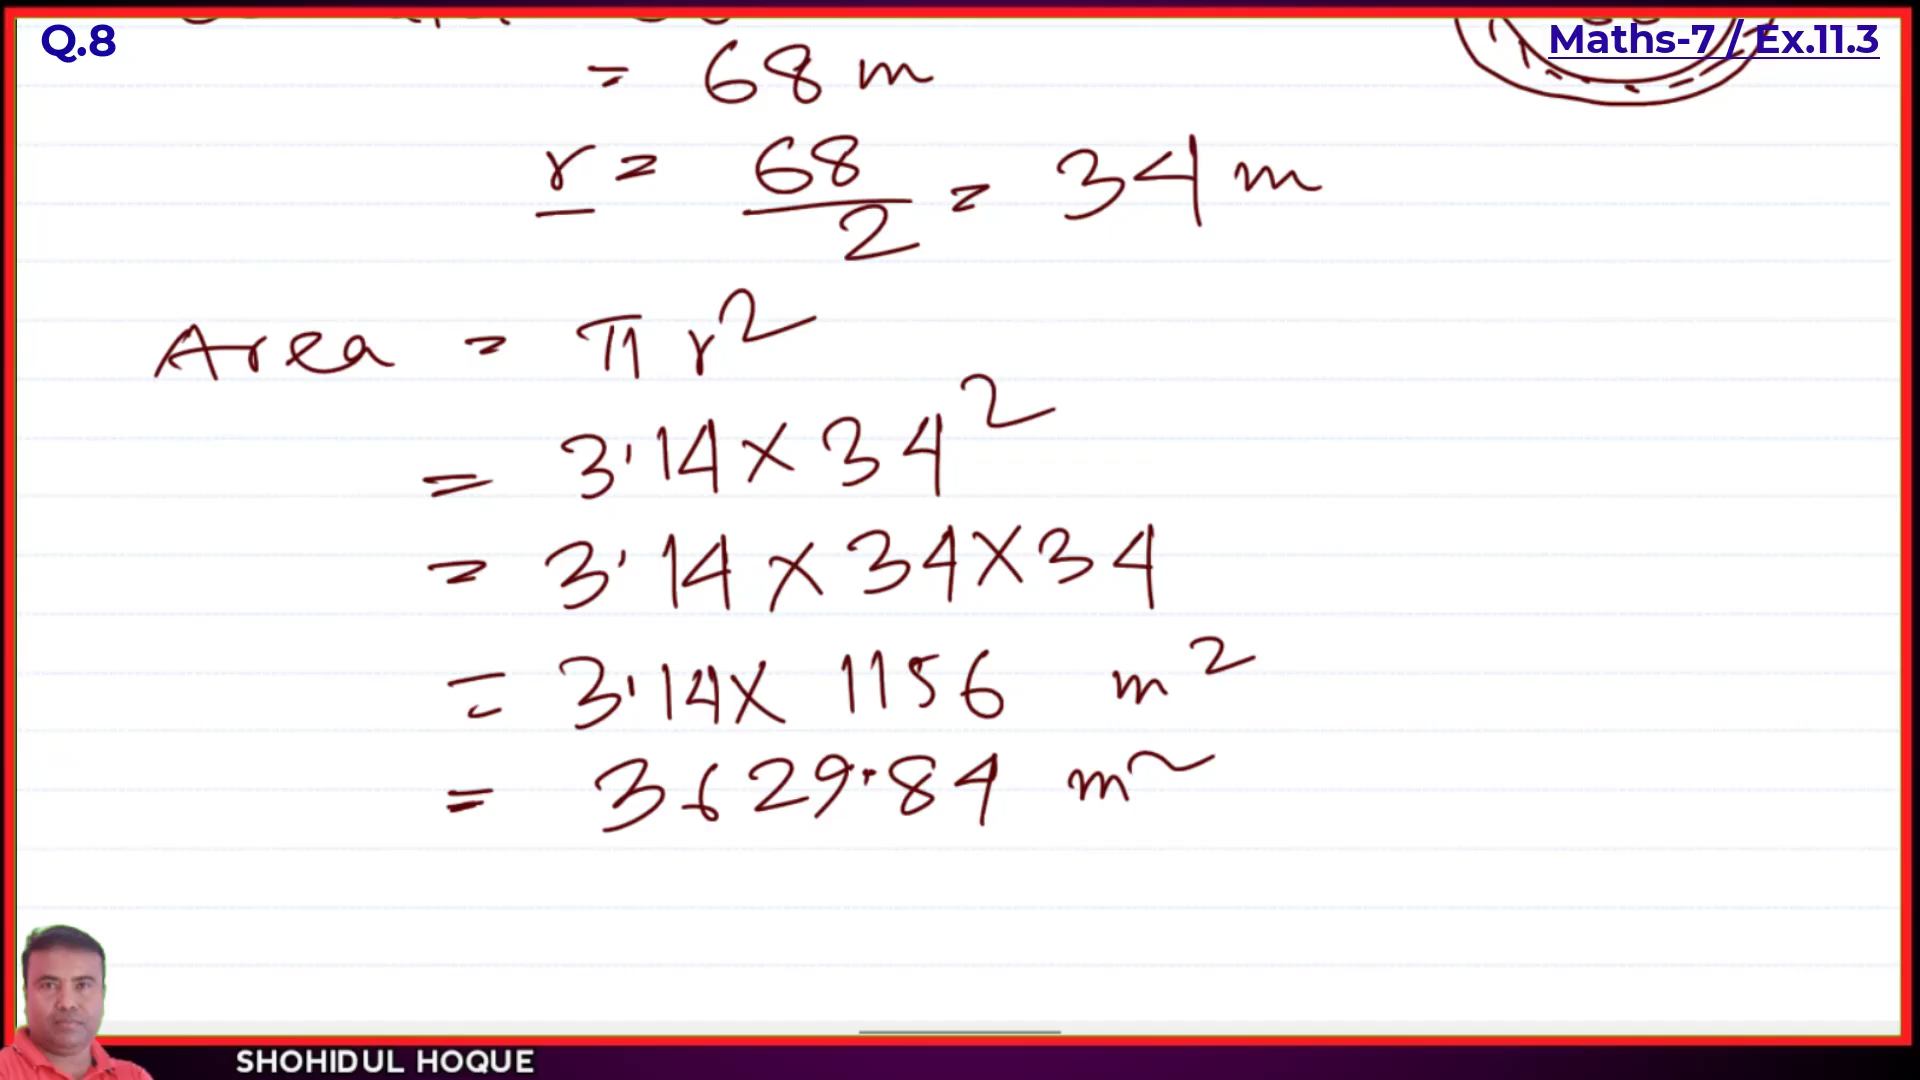 Q.8
Maths-7 / Ex.11.3
= 68 m
r = 68/2 = 34 m
Area = π r²
= 3.14 × 34²
= 3.14 × 34 × 34
= 3.14 × 1156 m²
= 3629.84 m²
SHOHIDUL HOQUE